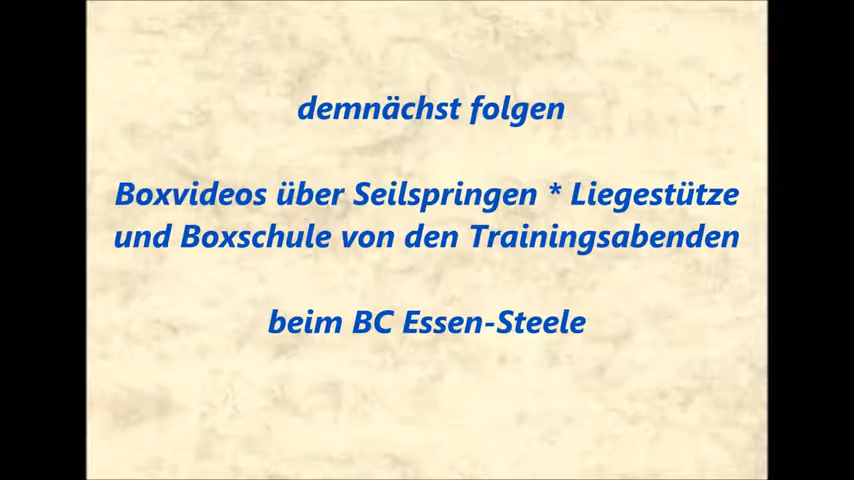 demnächst folgen
Boxvideos über Seilspringen * Liegestütze
und Boxschule von den Trainingsabenden
beim BC Essen-Steele